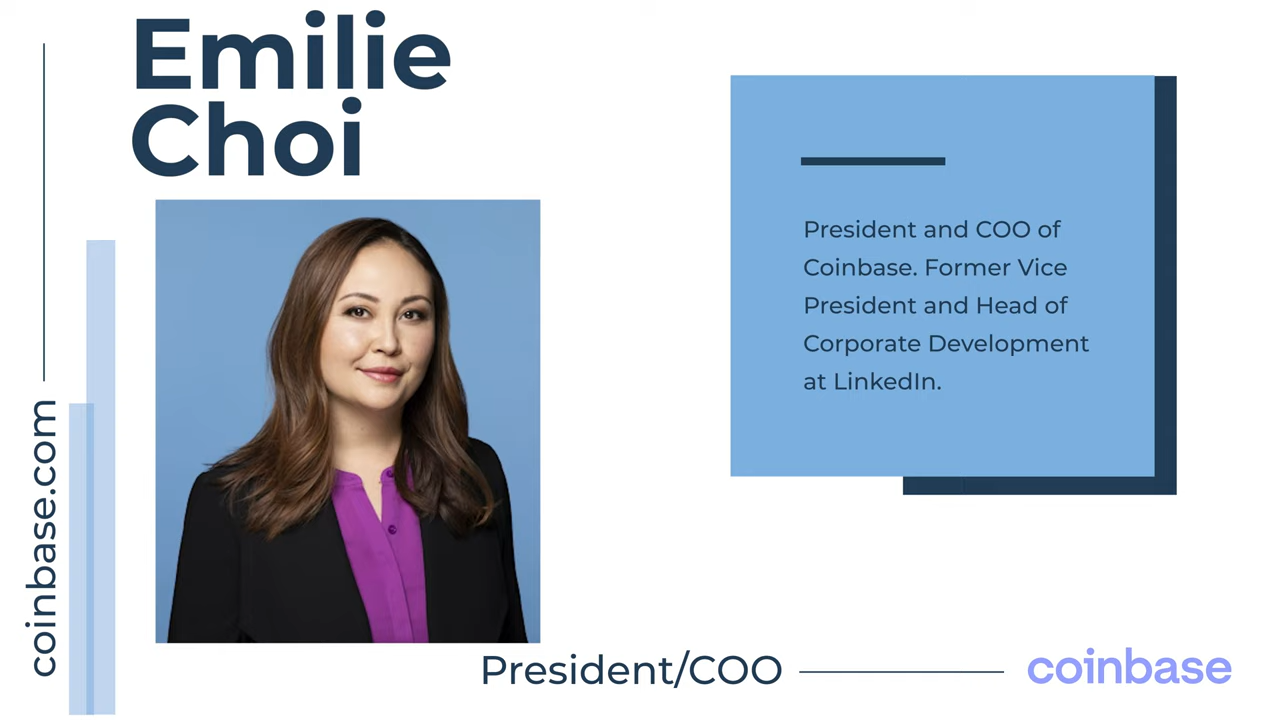 Emilie
Choi
President and COO of
Coinbase. Former Vice
President and Head of
Corporate Development
at LinkedIn.
coinbase.com
President/COO
coinbase